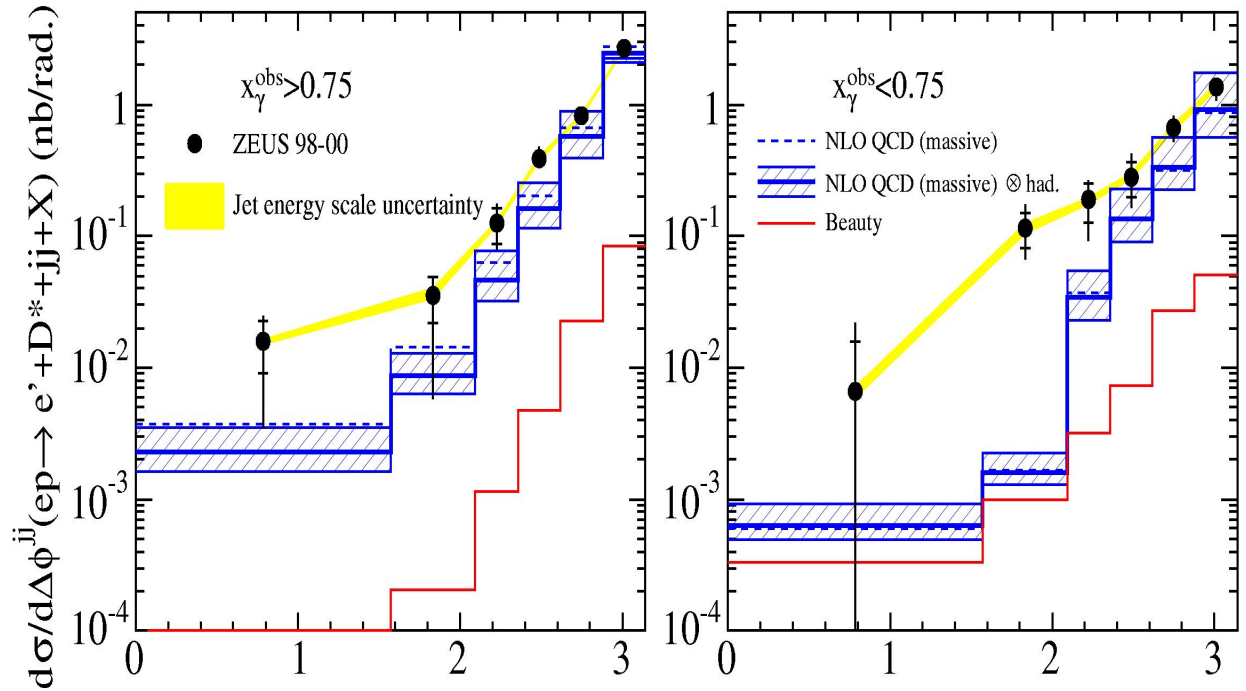 dσ/dΔϕ^jj(ep→ e'+D*+jj+X) (nb/rad.)
x_γ^obs>0.75
ZEUS 98-00
Jet energy scale uncertainty
1
10^-1
10^-2
10^-3
10^-4
0 1 2 3
x_γ^obs<0.75
NLO QCD (massive)
NLO QCD (massive) ⊗ had.
Beauty
1
10^-1
10^-2
10^-3
10^-4
0 1 2 3